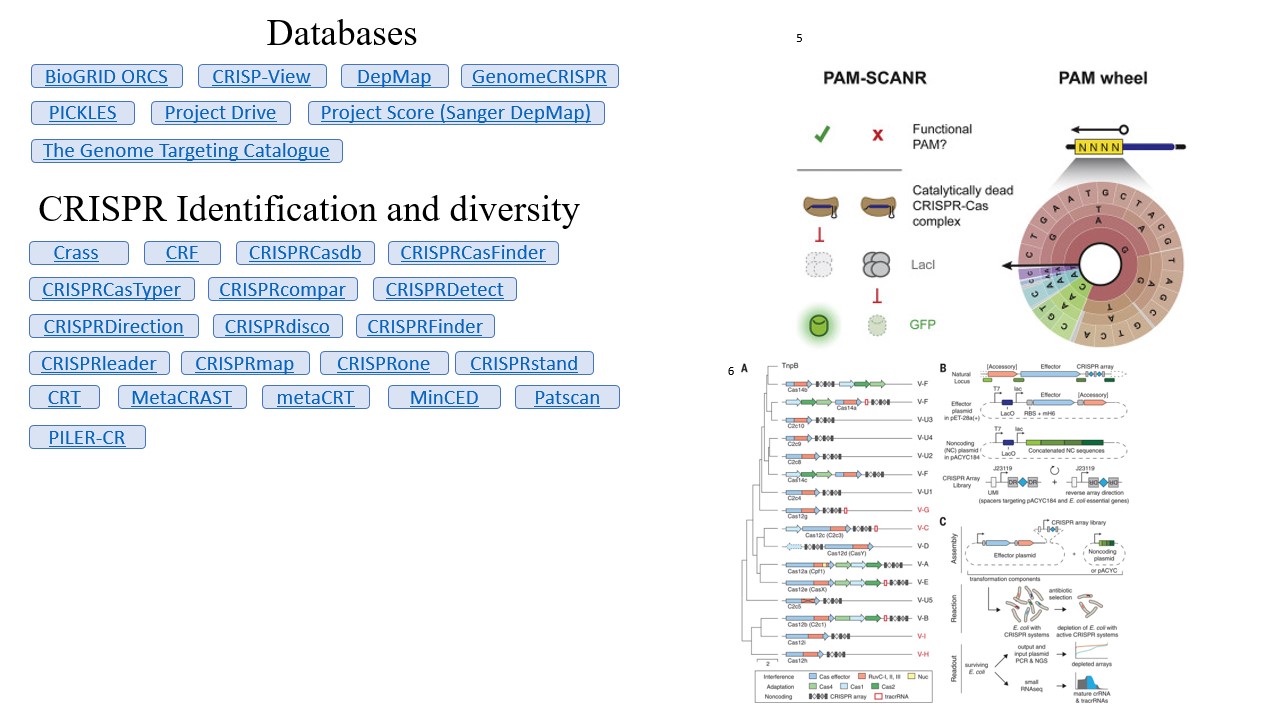 Databases
BioGRID ORCS CRISP-View DepMap GenomeCRISPR
PICKLES Project Drive Project Score (Sanger DepMap)
The Genome Targeting Catalogue
CRISPR Identification and diversity
Crass CRF CRISPRCasdb CRISPRCasFinder
CRISPRCasTyper CRISPRcompar CRISPRDetect
CRISPRDirection CRISPRdisco CRISPRFinder
CRISPRleader CRISPRmap CRISPRone CRISPRstand
CRT MetaCRAST metaCRT MinCED Patscan
PILER-CR
5
PAM-SCANR PAM wheel
Functional
PAM?
Catalytically dead
CRISPR-Cas
complex
LacI
GFP
NNNN
6 A
TnpB
Cas14b V-F
Cas14a V-F
C2c10 V-U3
C2c9 V-U4
C2c8 V-U2
Cas14c V-F
C2c4 V-U1
Cas12g V-G
Cas12c (C2c3) V-C
Cas12d (CasY) V-D
Cas12a (Cpf1) V-A
Cas12e (CasX) V-E
C2c5 V-U5
Cas12b (C2c1) V-B
Cas12i V-I
Cas12h V-H
2
Interference Cas effector RuvC-I, II, III Nuc
Adaptation Cas4 Cas1 Cas2
Noncoding CRISPR array tracrRNA
B
[Accessory] Effector CRISPR array
Natural
Locus
T7 lac Effector [Accessory]
Effector
plasmid
in pET-28a(+)
LacO RBS + mH6
T7 lac
Noncoding
(NC) plasmid
in pACYC184
LacO Concatenated NC sequences
J23119 J23119
CRISPR Array
Library
DR DR +
UMI reverse array direction
(spacers targeting pACYC184 and E. coli essential genes)
C
CRISPR array library
Assembly
Effector plasmid + Noncoding
plasmid
or pACYC
transformation components
Reaction
antibiotic
selection
E. coli with
CRISPR systems
depletion of E. coli with
active CRISPR systems
Readout
surviving
E. coli
output and
input plasmid
PCR & NGS
depleted arrays
small
RNAseq
mature crRNA
& tracrRNAs